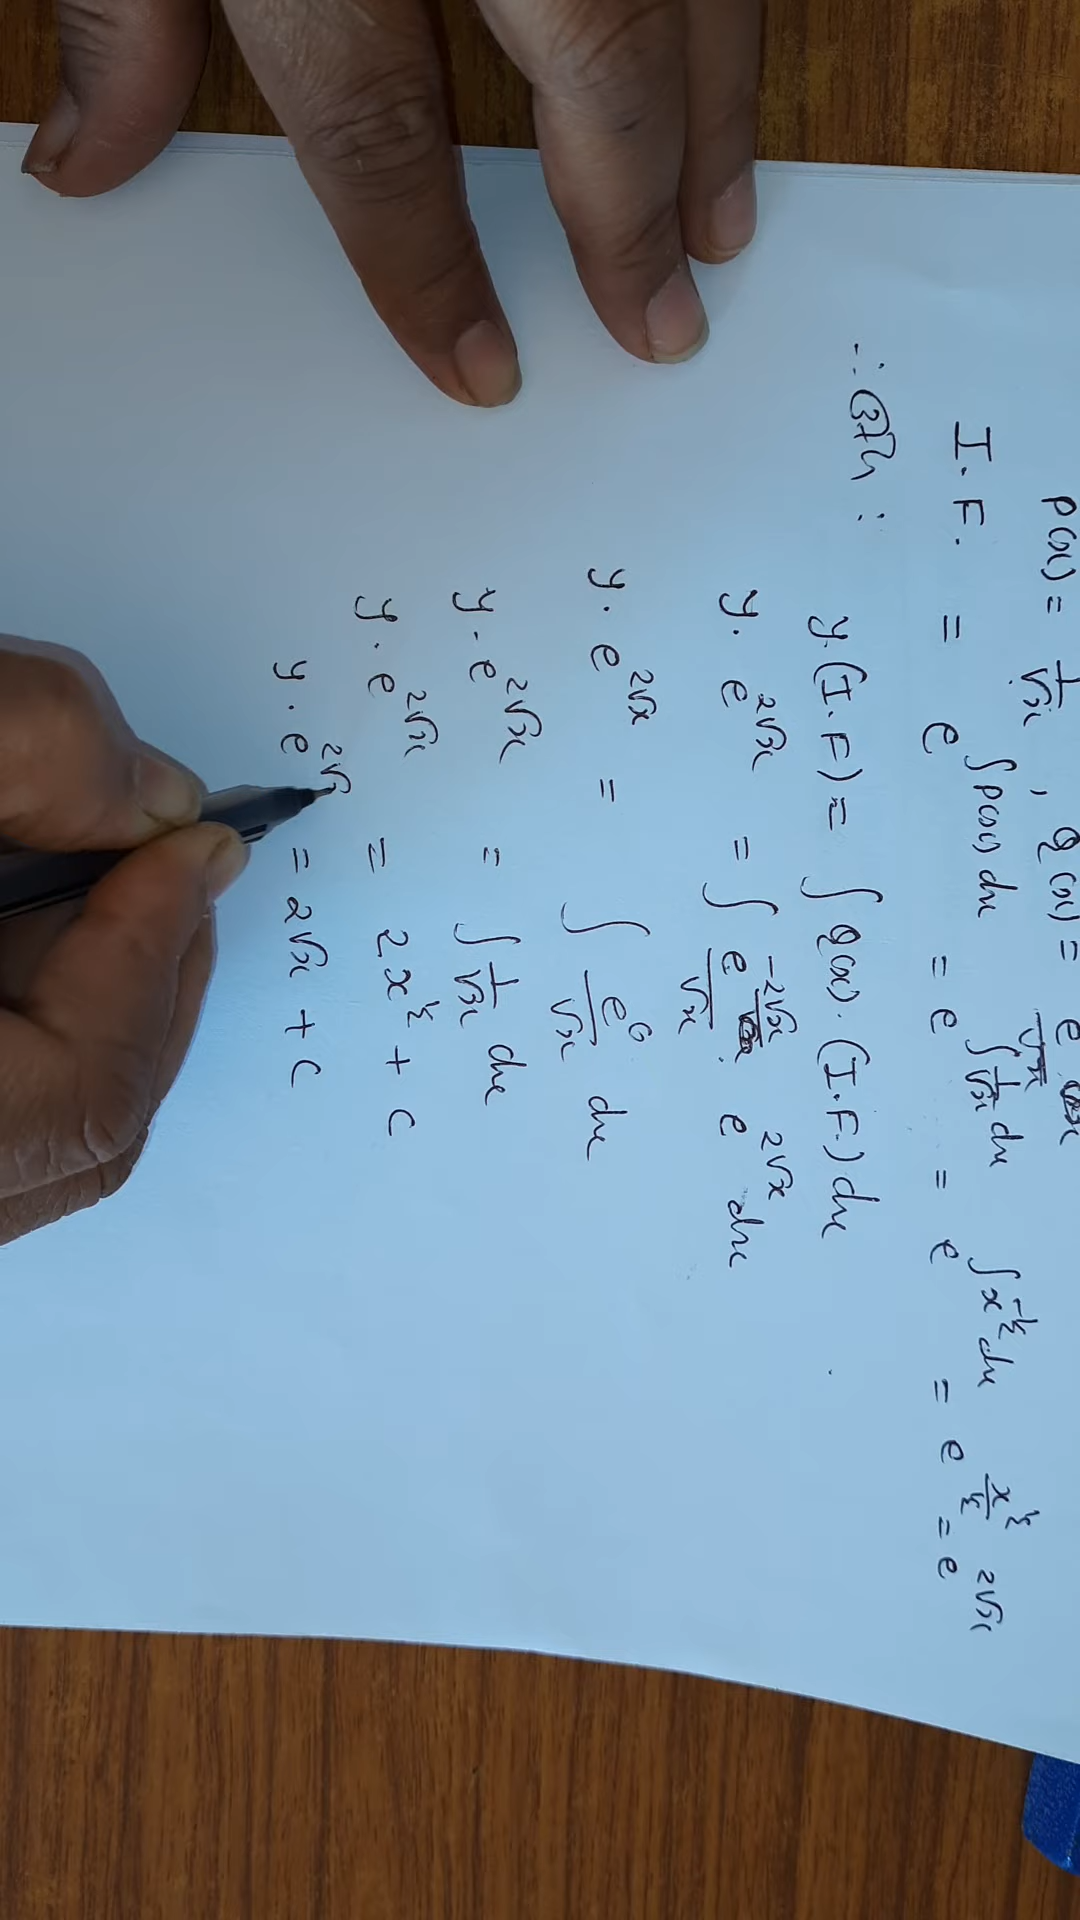 P(x) = 1/√x , Q(x) = e /√x
I.F. = e^∫P(x)dx = e^∫1/√x dx = e^∫x^-½ dx = e^x^½/½ = e^2√x
∴ उत्तर :
y.(I.F) = ∫ Q(x).(I.F.) dx
y. e^2√x = ∫ e^-2√x/√x . e^2√x dx
y. e^2√x = ∫ e^0/√x dx
y. e^2√x = ∫ 1/√x dx
y. e^2√x = 2x^½ + c
y. e^2√ = 2√x + c